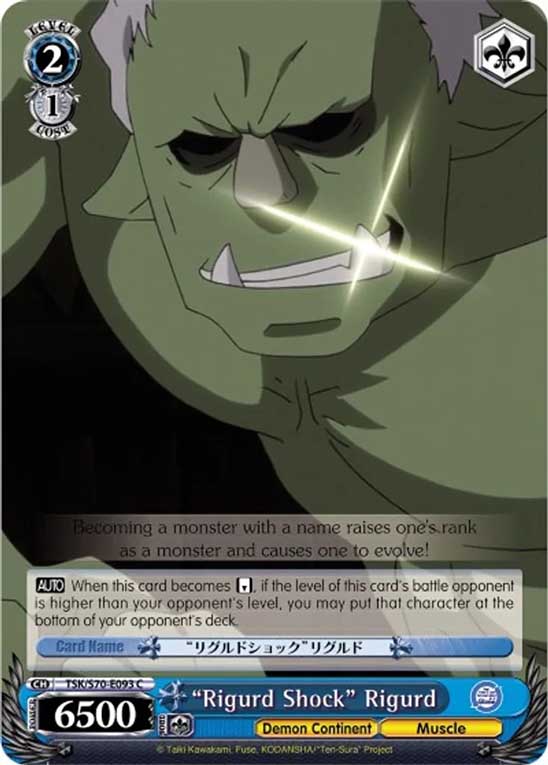 LEVEL
2
1
COST
Becoming a monster with a name raises one's rank
as a monster and causes one to evolve!
AUTO When this card becomes [▼], if the level of this card's battle opponent
is higher than your opponent's level, you may put that character at the
bottom of your opponent's deck.
Card Name "リグルドショック"リグルド
CH TSK/S70-E093 C "Rigurd Shock" Rigurd
POWER 6500 Demon Continent Muscle
© Taiki Kawakami, Fuse, KODANSHA/"Ten-Sura" Project